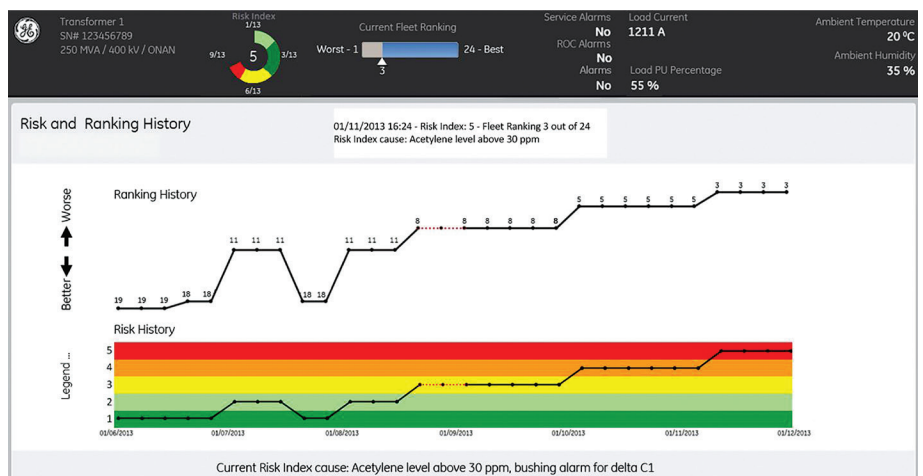 Transformer 1
SN# 123456789
250 MVA / 400 kV / ONAN
Risk Index
1/13
9/13
5
3/13
6/13
Current Fleet Ranking
Worst - 1
24 - Best
3
Service Alarms
No
ROC Alarms
No
Alarms
No
Load Current
1211 A
Load PU Percentage
55 %
Ambient Temperature
20 ºC
Ambient Humidity
35 %
Risk and Ranking History
01/11/2013 16:24 - Risk Index: 5 - Fleet Ranking 3 out of 24
Risk Index cause: Acetylene level above 30 ppm
Better Worse
Ranking History
19 19 19 18 18 11 11 11 18 18 11 11 11 8 8 8 8 8 8 5 5 5 5 5 5 3 3 3 3
Risk History
Legend ...
5
4
3
2
1
01/06/2013 01/07/2013 01/08/2013 01/09/2013 01/10/2013 01/11/2013 01/12/2013
Current Risk Index cause: Acetylene level above 30 ppm, bushing alarm for delta C1